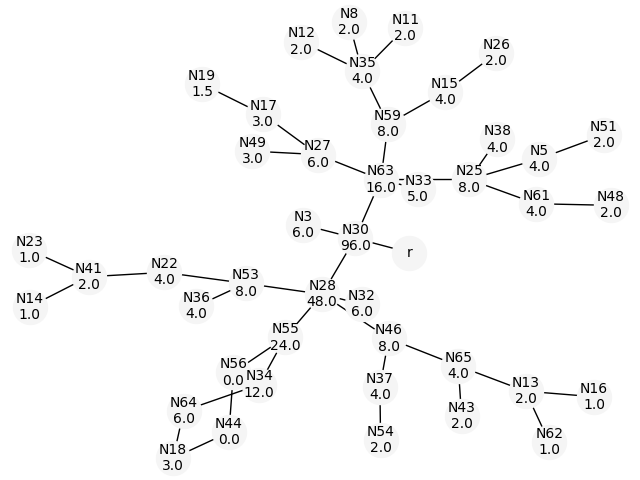 N8
2.0
N11
2.0
N12
2.0
N26
2.0
N35
4.0
N19
1.5
N15
4.0
N17
3.0
N59
8.0
N51
2.0
N38
4.0
N49
3.0
N27
6.0
N5
4.0
N63
16.0
N33
5.0
N25
8.0
N61
4.0
N48
2.0
N3
6.0
N30
96.0
r
N23
1.0
N41
2.0
N22
4.0
N53
8.0
N14
1.0
N36
4.0
N28
48.0
N32
6.0
N55
24.0
N46
8.0
N56
0.0
N34
12.0
N65
4.0
N37
4.0
N13
2.0
N16
1.0
N64
6.0
N43
2.0
N44
0.0
N54
2.0
N62
1.0
N18
3.0